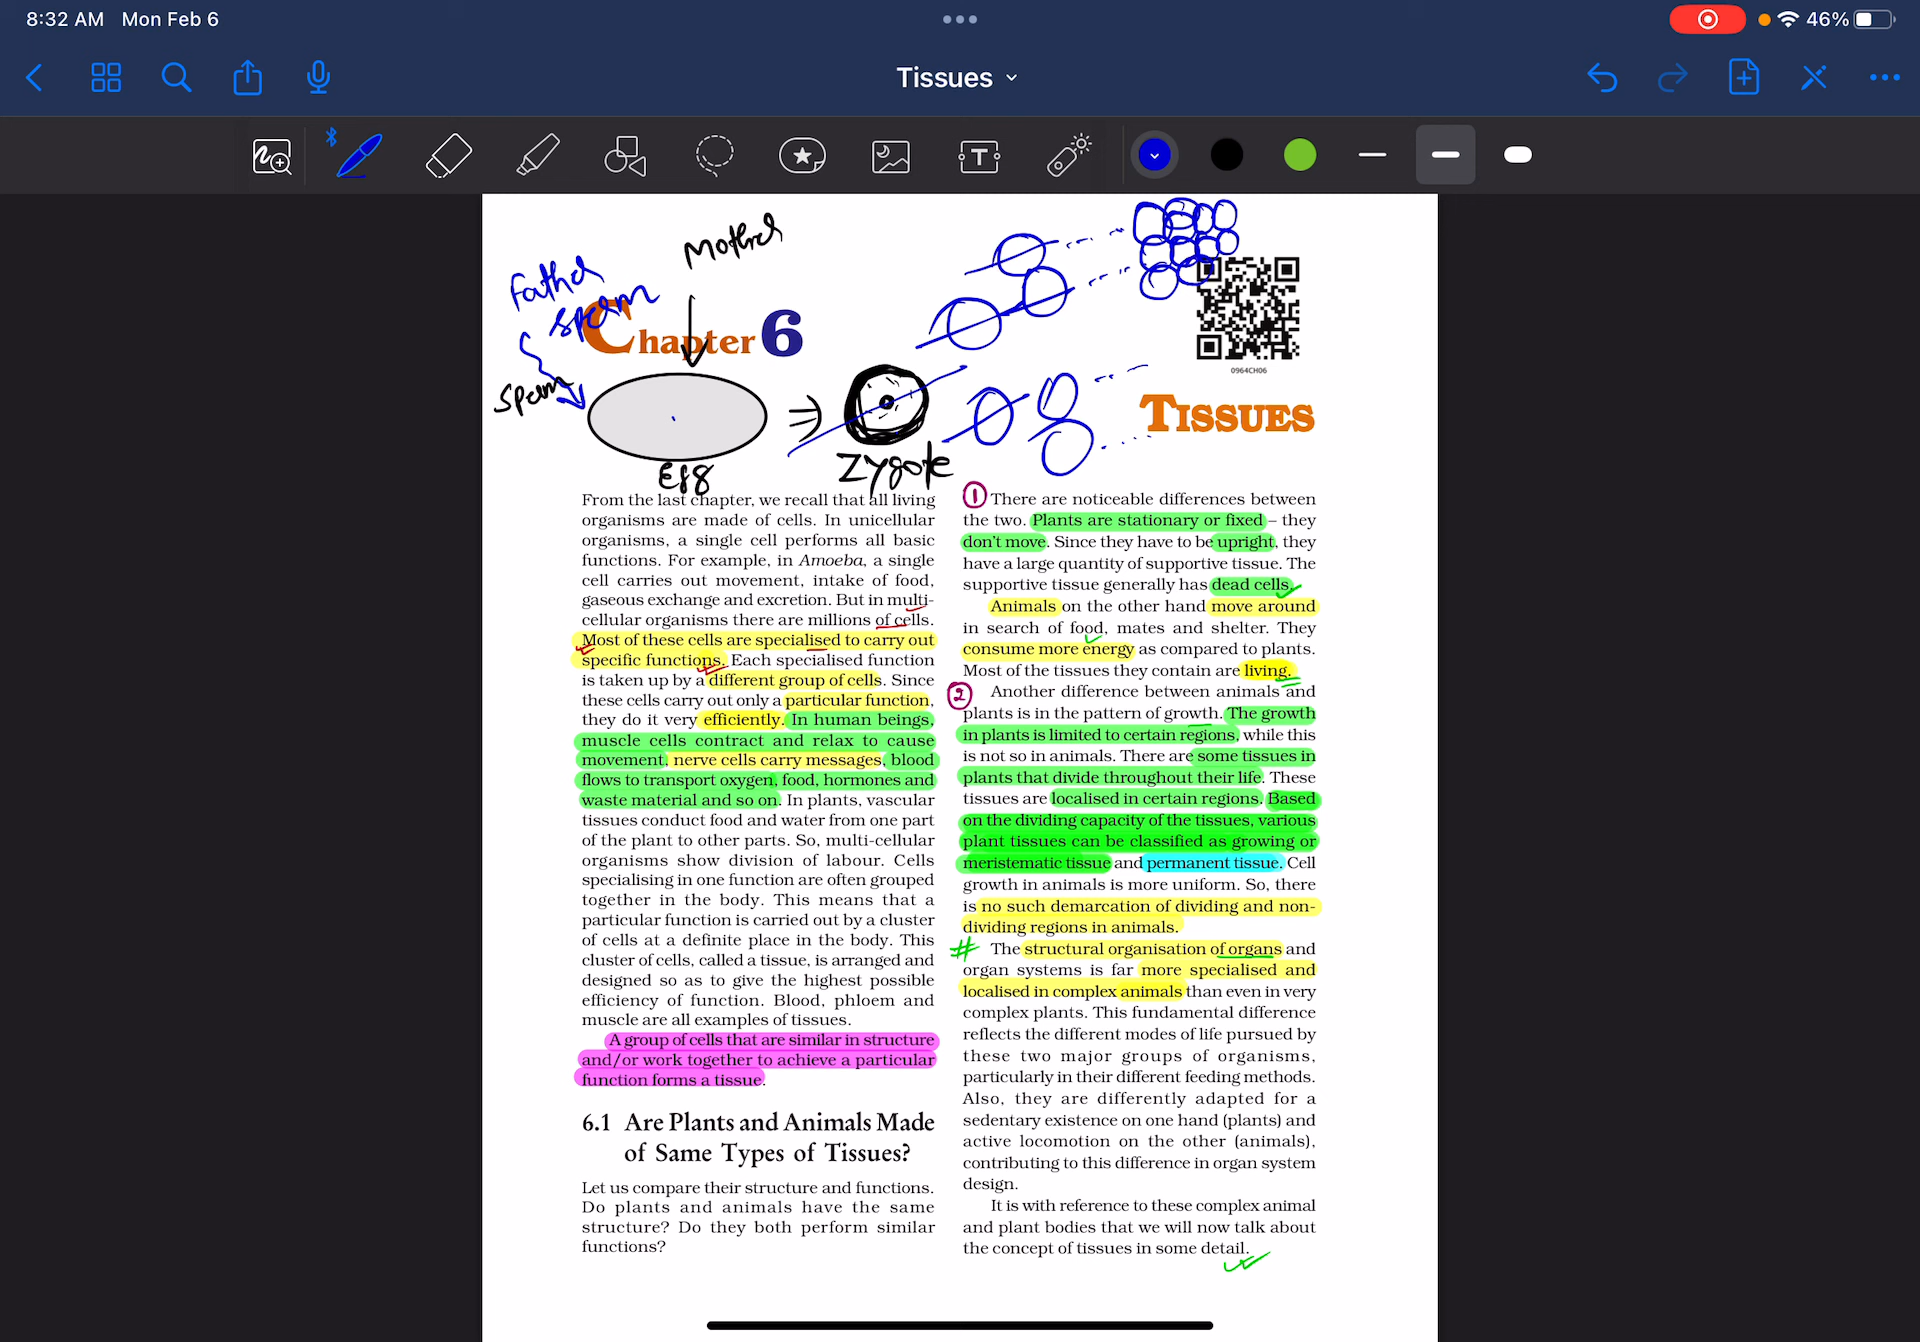 8:32 AM Mon Feb 6
46%
Tissues
Mother
Father
sperm
Chapter 6
0964CH06
sperm
TISSUES
Egg
Zygote
From the last chapter, we recall that all living
organisms are made of cells. In unicellular
organisms, a single cell performs all basic
functions. For example, in Amoeba, a single
cell carries out movement, intake of food,
gaseous exchange and excretion. But in multi-
cellular organisms there are millions of cells.
Most of these cells are specialised to carry out
specific functions. Each specialised function
is taken up by a different group of cells. Since
these cells carry out only a particular function,
they do it very efficiently. In human beings,
muscle cells contract and relax to cause
movement, nerve cells carry messages, blood
flows to transport oxygen, food, hormones and
waste material and so on. In plants, vascular
tissues conduct food and water from one part
of the plant to other parts. So, multi-cellular
organisms show division of labour. Cells
specialising in one function are often grouped
together in the body. This means that a
particular function is carried out by a cluster
of cells at a definite place in the body. This
cluster of cells, called a tissue, is arranged and
designed so as to give the highest possible
efficiency of function. Blood, phloem and
muscle are all examples of tissues.
A group of cells that are similar in structure
and/or work together to achieve a particular
function forms a tissue.
6.1 Are Plants and Animals Made
of Same Types of Tissues?
Let us compare their structure and functions.
Do plants and animals have the same
structure? Do they both perform similar
functions?
1 There are noticeable differences between
the two. Plants are stationary or fixed – they
don't move. Since they have to be upright, they
have a large quantity of supportive tissue. The
supportive tissue generally has dead cells.
Animals on the other hand move around
in search of food, mates and shelter. They
consume more energy as compared to plants.
Most of the tissues they contain are living.
2 Another difference between animals and
plants is in the pattern of growth. The growth
in plants is limited to certain regions, while this
is not so in animals. There are some tissues in
plants that divide throughout their life. These
tissues are localised in certain regions. Based
on the dividing capacity of the tissues, various
plant tissues can be classified as growing or
meristematic tissue and permanent tissue. Cell
growth in animals is more uniform. So, there
is no such demarcation of dividing and non-
dividing regions in animals.
# The structural organisation of organs and
organ systems is far more specialised and
localised in complex animals than even in very
complex plants. This fundamental difference
reflects the different modes of life pursued by
these two major groups of organisms,
particularly in their different feeding methods.
Also, they are differently adapted for a
sedentary existence on one hand (plants) and
active locomotion on the other (animals),
contributing to this difference in organ system
design.
It is with reference to these complex animal
and plant bodies that we will now talk about
the concept of tissues in some detail.